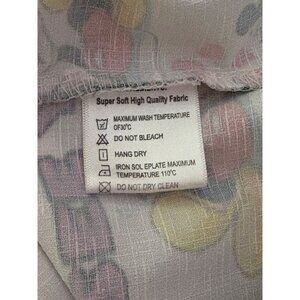 Super Soft High Quality Fabric
MAXIMUM WASH TEMPERATURE
OF30°C
DO NOT BLEACH
HANG DRY
IRON SOL EPLATE MAXIMUM
TEMPERATURE 110°C
DO NOT DRY CLEAN